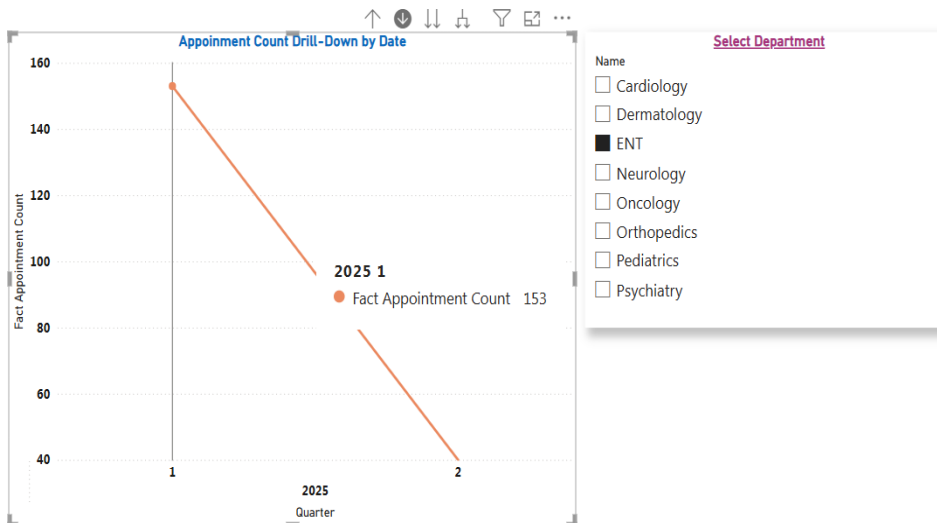 Appoinment Count Drill-Down by Date
160
140
120
100
80
60
40
Fact Appointment Count
2025 1
Fact Appointment Count 153
1 2
2025
Quarter
Select Department
Name
Cardiology
Dermatology
ENT
Neurology
Oncology
Orthopedics
Pediatrics
Psychiatry